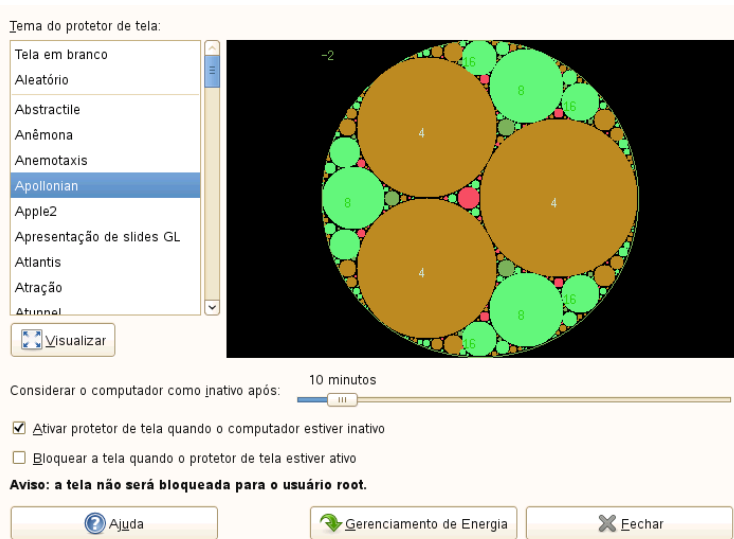 Tema do protetor de tela:
Tela em branco
Aleatório
Abstractile
Anêmona
Anemotaxis
Apollonian
Apple2
Apresentação de slides GL
Atlantis
Atração
Atunnel
Visualizar
-2
16
8
16
4
8
4
4
16
8
16
Considerar o computador como inativo após:
10 minutos
Ativar protetor de tela quando o computador estiver inativo
Bloquear a tela quando o protetor de tela estiver ativo
Aviso: a tela não será bloqueada para o usuário root.
Ajuda
Gerenciamento de Energia
Fechar